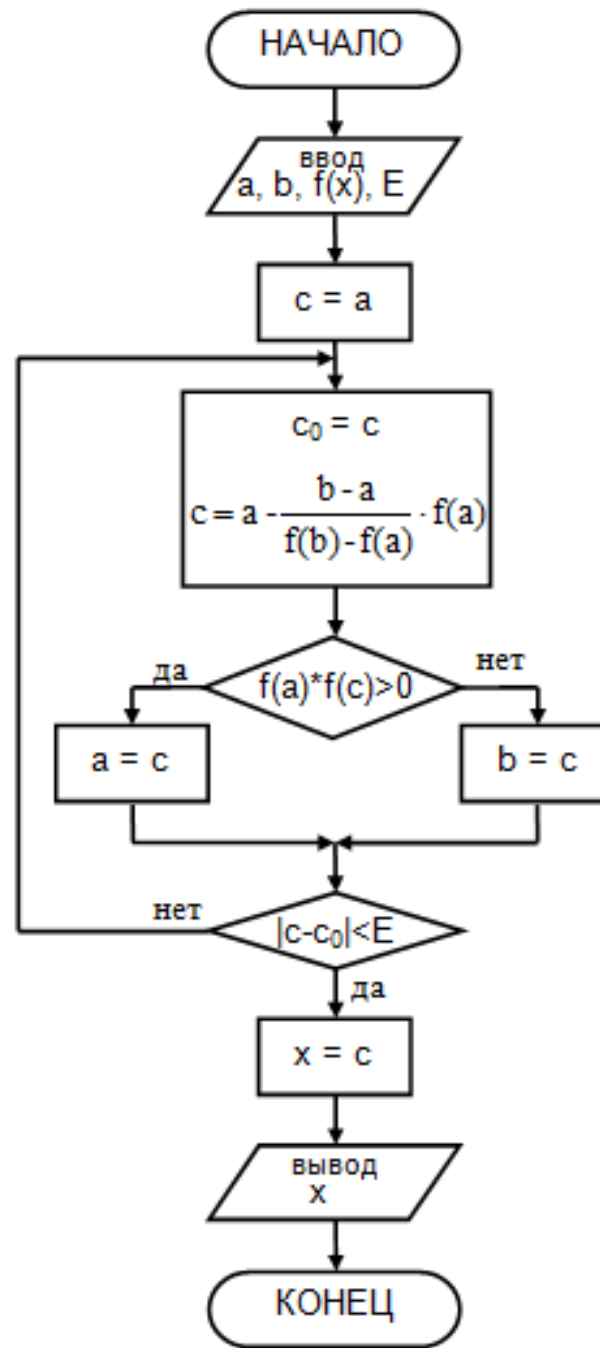 НАЧАЛО
ввод
a, b, f(x), E
c = a
c₀ = c
c = a - (b - a) / (f(b) - f(a)) · f(a)
да
f(a)*f(c)>0
нет
a = c
b = c
нет
|c-c₀|<E
да
x = c
вывод
x
КОНЕЦ